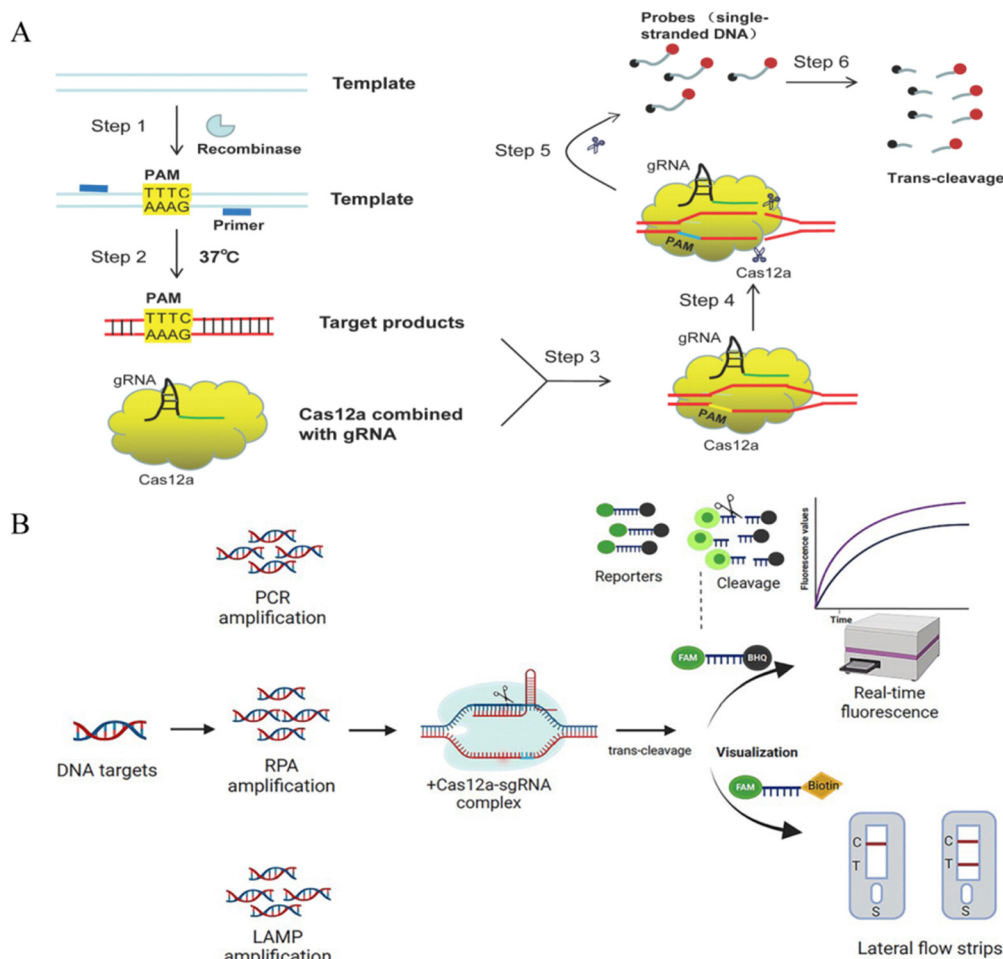 A
Template
Step 1
Recombinase
PAM
TTTC
AAAG
Template
Primer
Step 2
37°C
PAM
TTTC
AAAG
Target products
gRNA
Cas12a combined
with gRNA
Cas12a
Step 3
gRNA
PAM
Cas12a
Step 4
gRNA
PAM
Cas12a
Step 5
Probes （single-
stranded DNA）
Step 6
Trans-cleavage
B
DNA targets
PCR
amplification
RPA
amplification
LAMP
amplification
+Cas12a-sgRNA
complex
trans-cleavage
Reporters
Cleavage
FAM
BHQ
Fluorescence values
Time
Real-time
fluorescence
Visualization
FAM
Biotin
C
T
S
C
T
S
Lateral flow strips